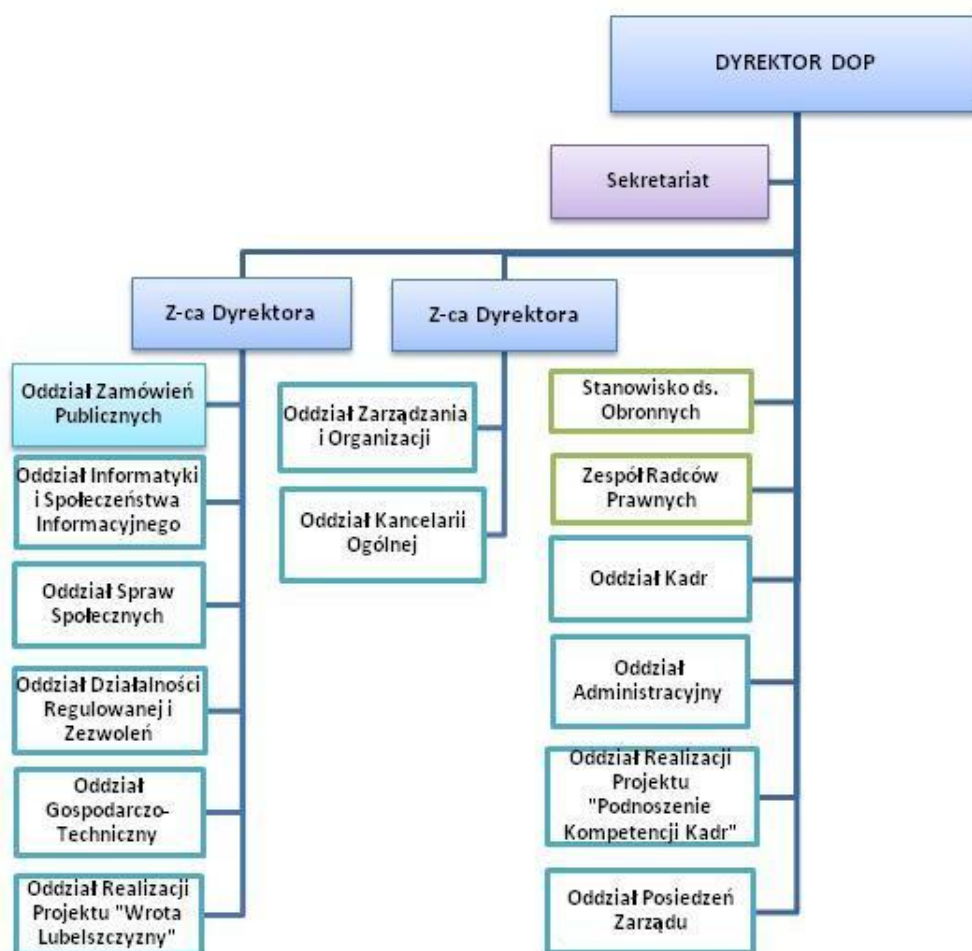 DYREKTOR DOP
Sekretariat
Z-ca Dyrektora
Z-ca Dyrektora
Oddział Zamówień
Publicznych
Oddział Informatyki
i Społeczeństwa
Informacyjnego
Oddział Spraw
Społecznych
Oddział Działalności
Regulowanej i
Zezwoleń
Oddział
Gospodarczo-
Techniczny
Oddział Realizacji
Projektu "Wrota
Lubelszczyzny"
Oddział Zarządzania
i Organizacji
Oddział Kancelarii
Ogólnej
Stanowisko ds.
Obronnych
Zespół Radców
Prawnych
Oddział Kadr
Oddział
Administracyjny
Oddział Realizacji
Projektu
"Podnoszenie
Kompetencji Kadr"
Oddział Posiedzeń
Zarządu